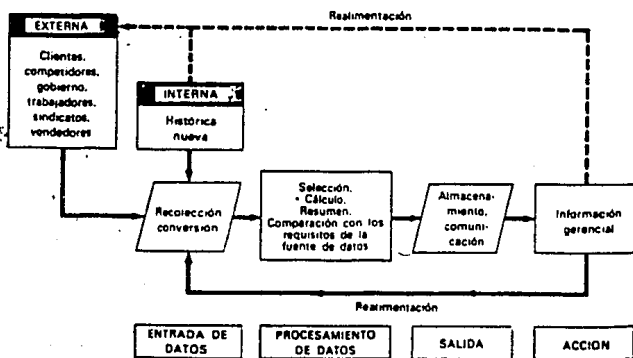 Realimentación
EXTERNA
Clientes,
competidores,
gobierno,
trabajadores,
sindicatos,
vendedores
INTERNA
Histórica
nueva
Recolección
conversión
Selección.
Cálculo.
Resumen.
Comparación con los
requisitos de la
fuente de datos
Almacena-
miento,
comuni-
cación
Información
gerencial
Realimentación
ENTRADA DE
DATOS
PROCESAMIENTO
DE DATOS
SALIDA
ACCION